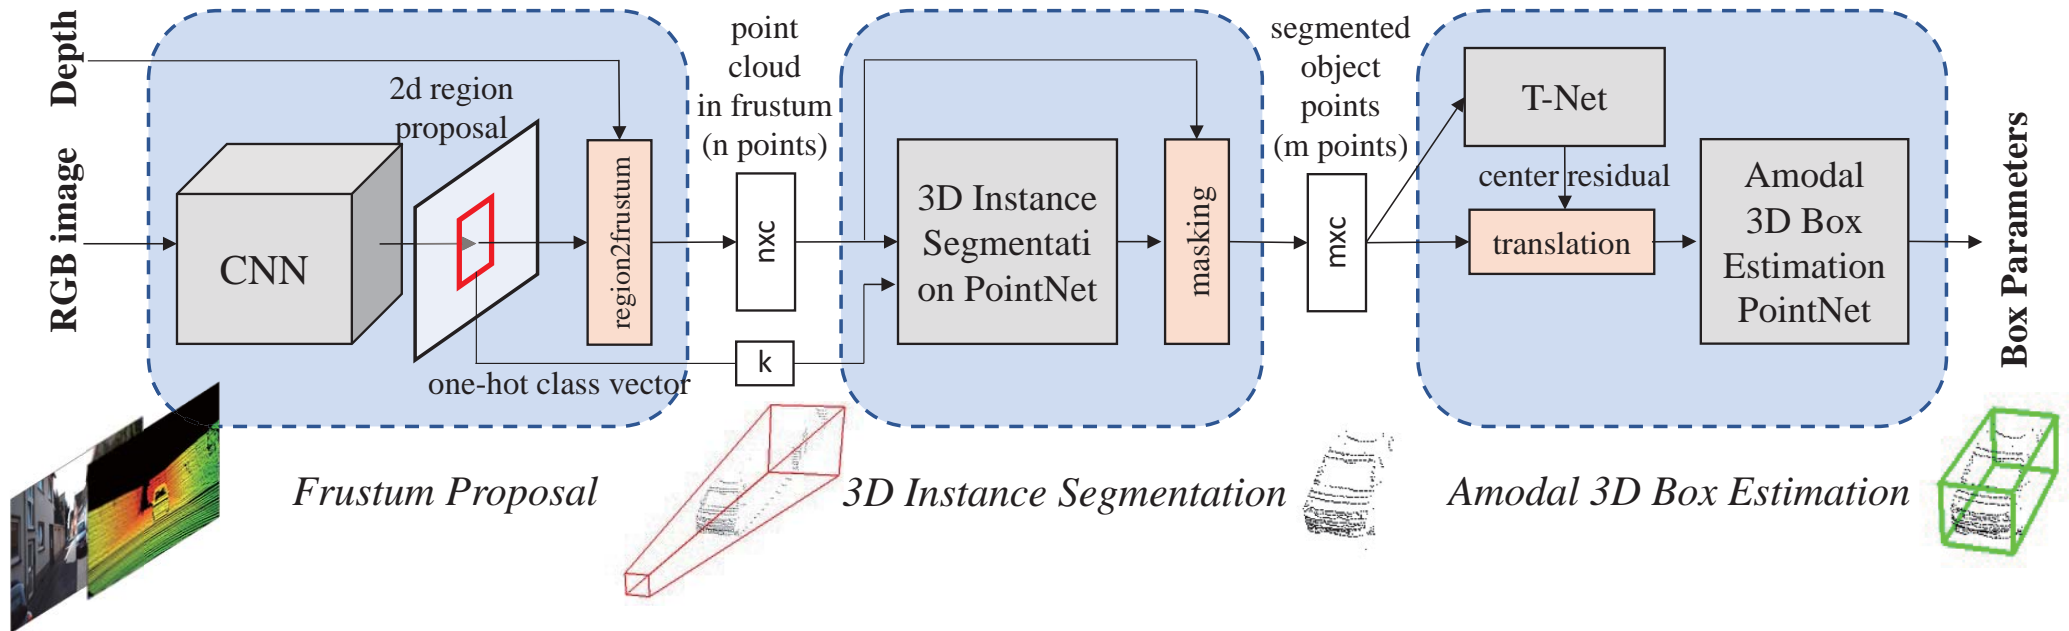 Depth
RGB image
2d region
proposal
CNN
region2frustum
one-hot class vector
point
cloud
in frustum
(n points)
nxc
k
3D Instance
Segmentati
on PointNet
masking
segmented
object
points
(m points)
mxc
T-Net
center residual
translation
Amodal
3D Box
Estimation
PointNet
Box Parameters
Frustum Proposal
3D Instance Segmentation
Amodal 3D Box Estimation